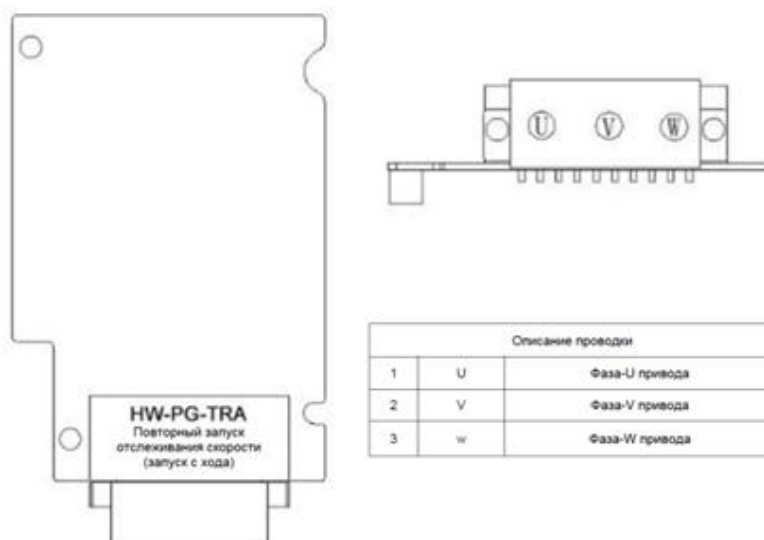 U V W
Описание проводки
1 U Фаза-U привода
2 V Фаза-V привода
3 w Фаза-W привода
HW-PG-TRA
Повторный запуск
отслеживания скорости
(запуск с хода)